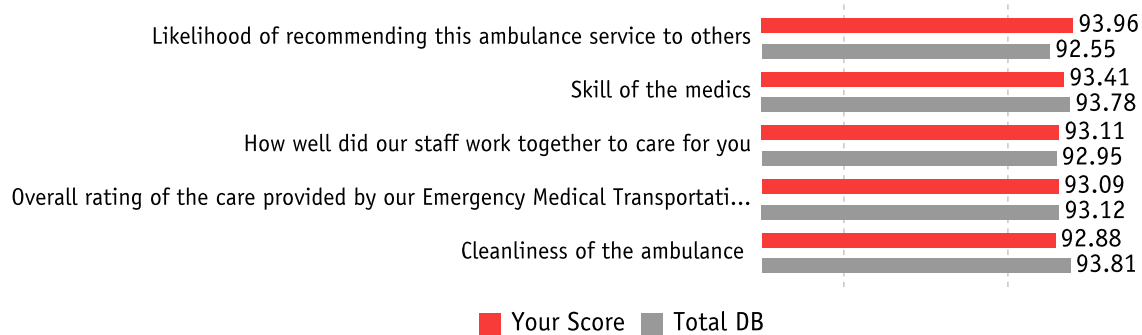 Likelihood of recommending this ambulance service to others
93.96
92.55
Skill of the medics
93.41
93.78
How well did our staff work together to care for you
93.11
92.95
Overall rating of the care provided by our Emergency Medical Transportati...
93.09
93.12
Cleanliness of the ambulance
92.88
93.81
Your Score Total DB